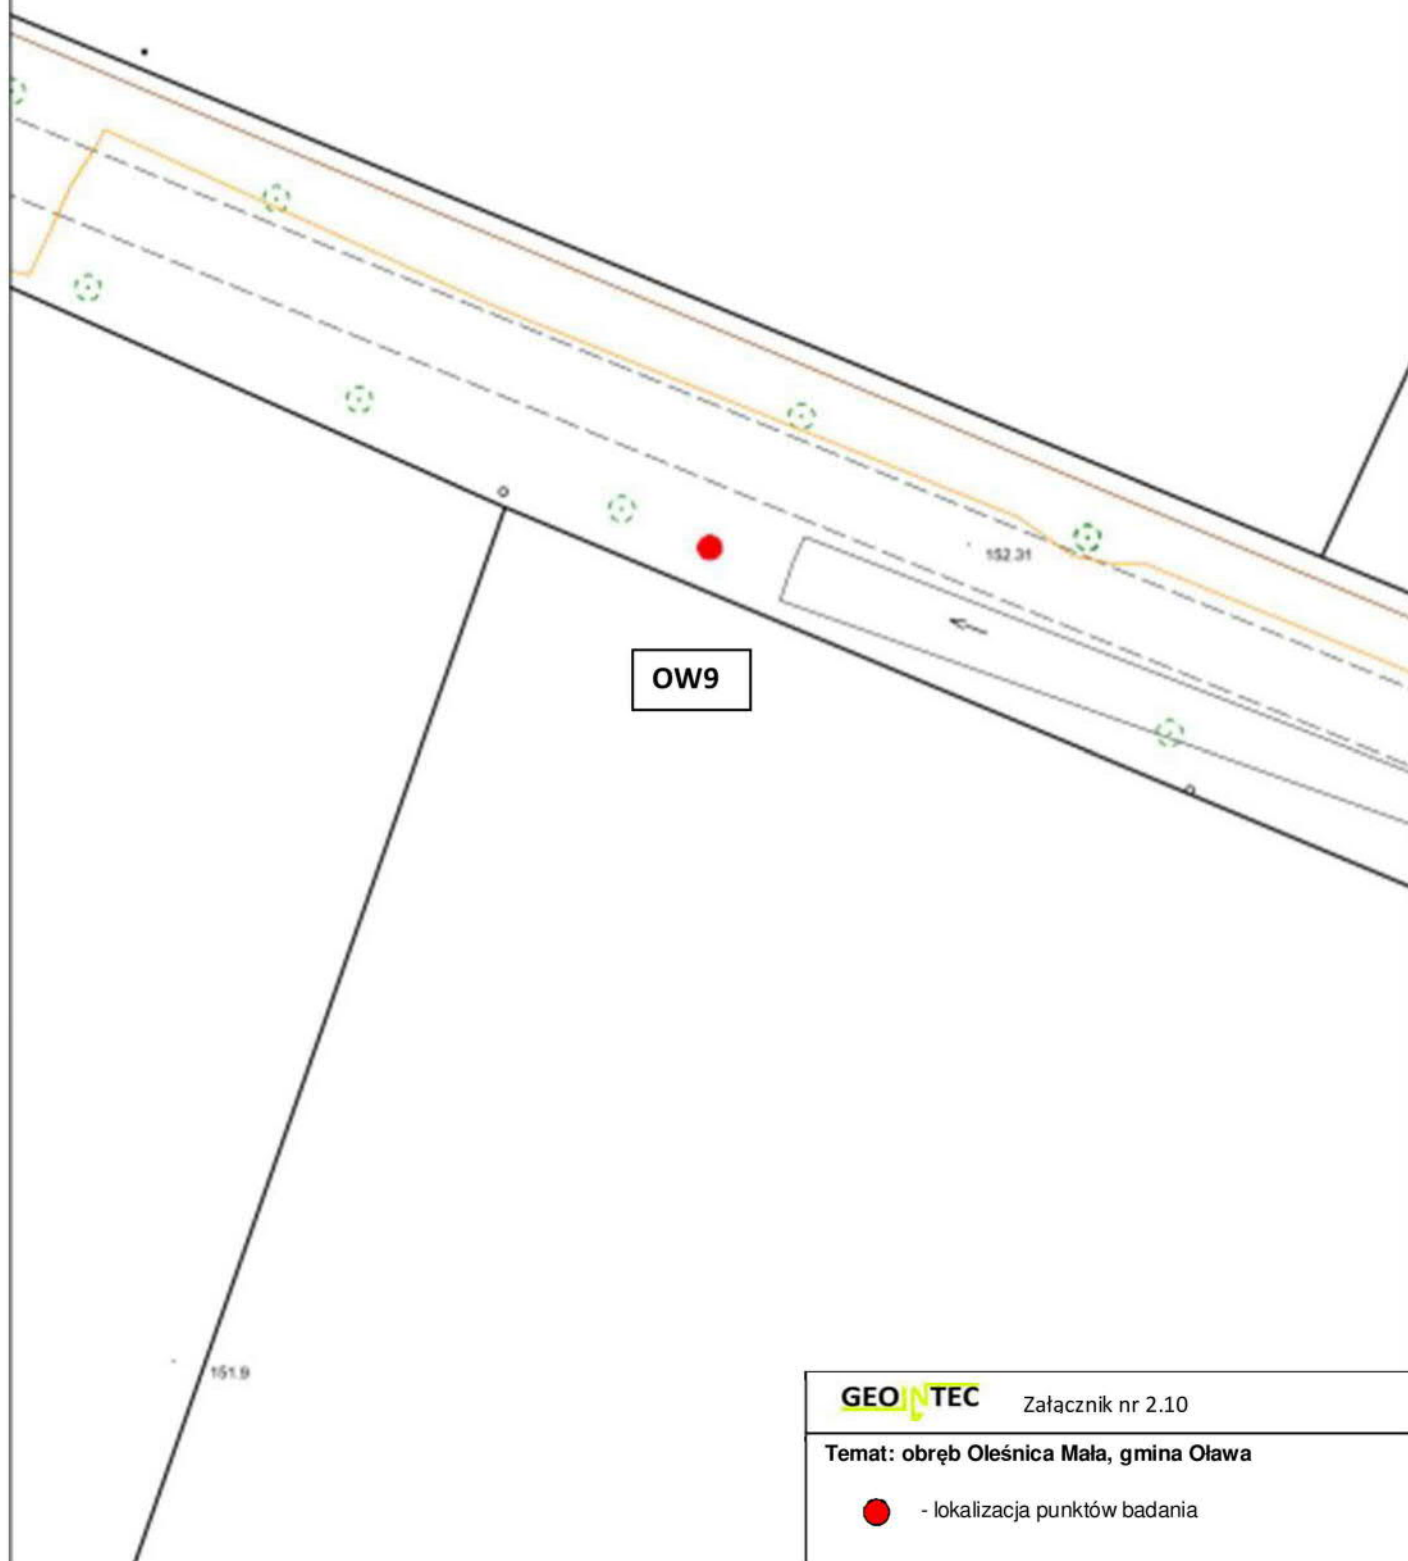 152.31
OW9
151.9
GEOINTEC Załącznik nr 2.10
Temat: obręb Oleśnica Mała, gmina Oława
- lokalizacja punktów badania